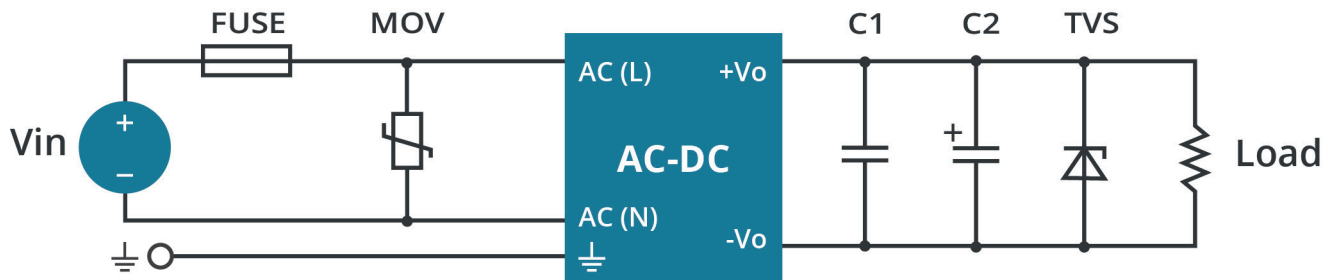 FUSE
MOV
C1
C2
TVS
AC (L)
+Vo
Vin
+
−
AC-DC
+
Load
AC (N)
-Vo